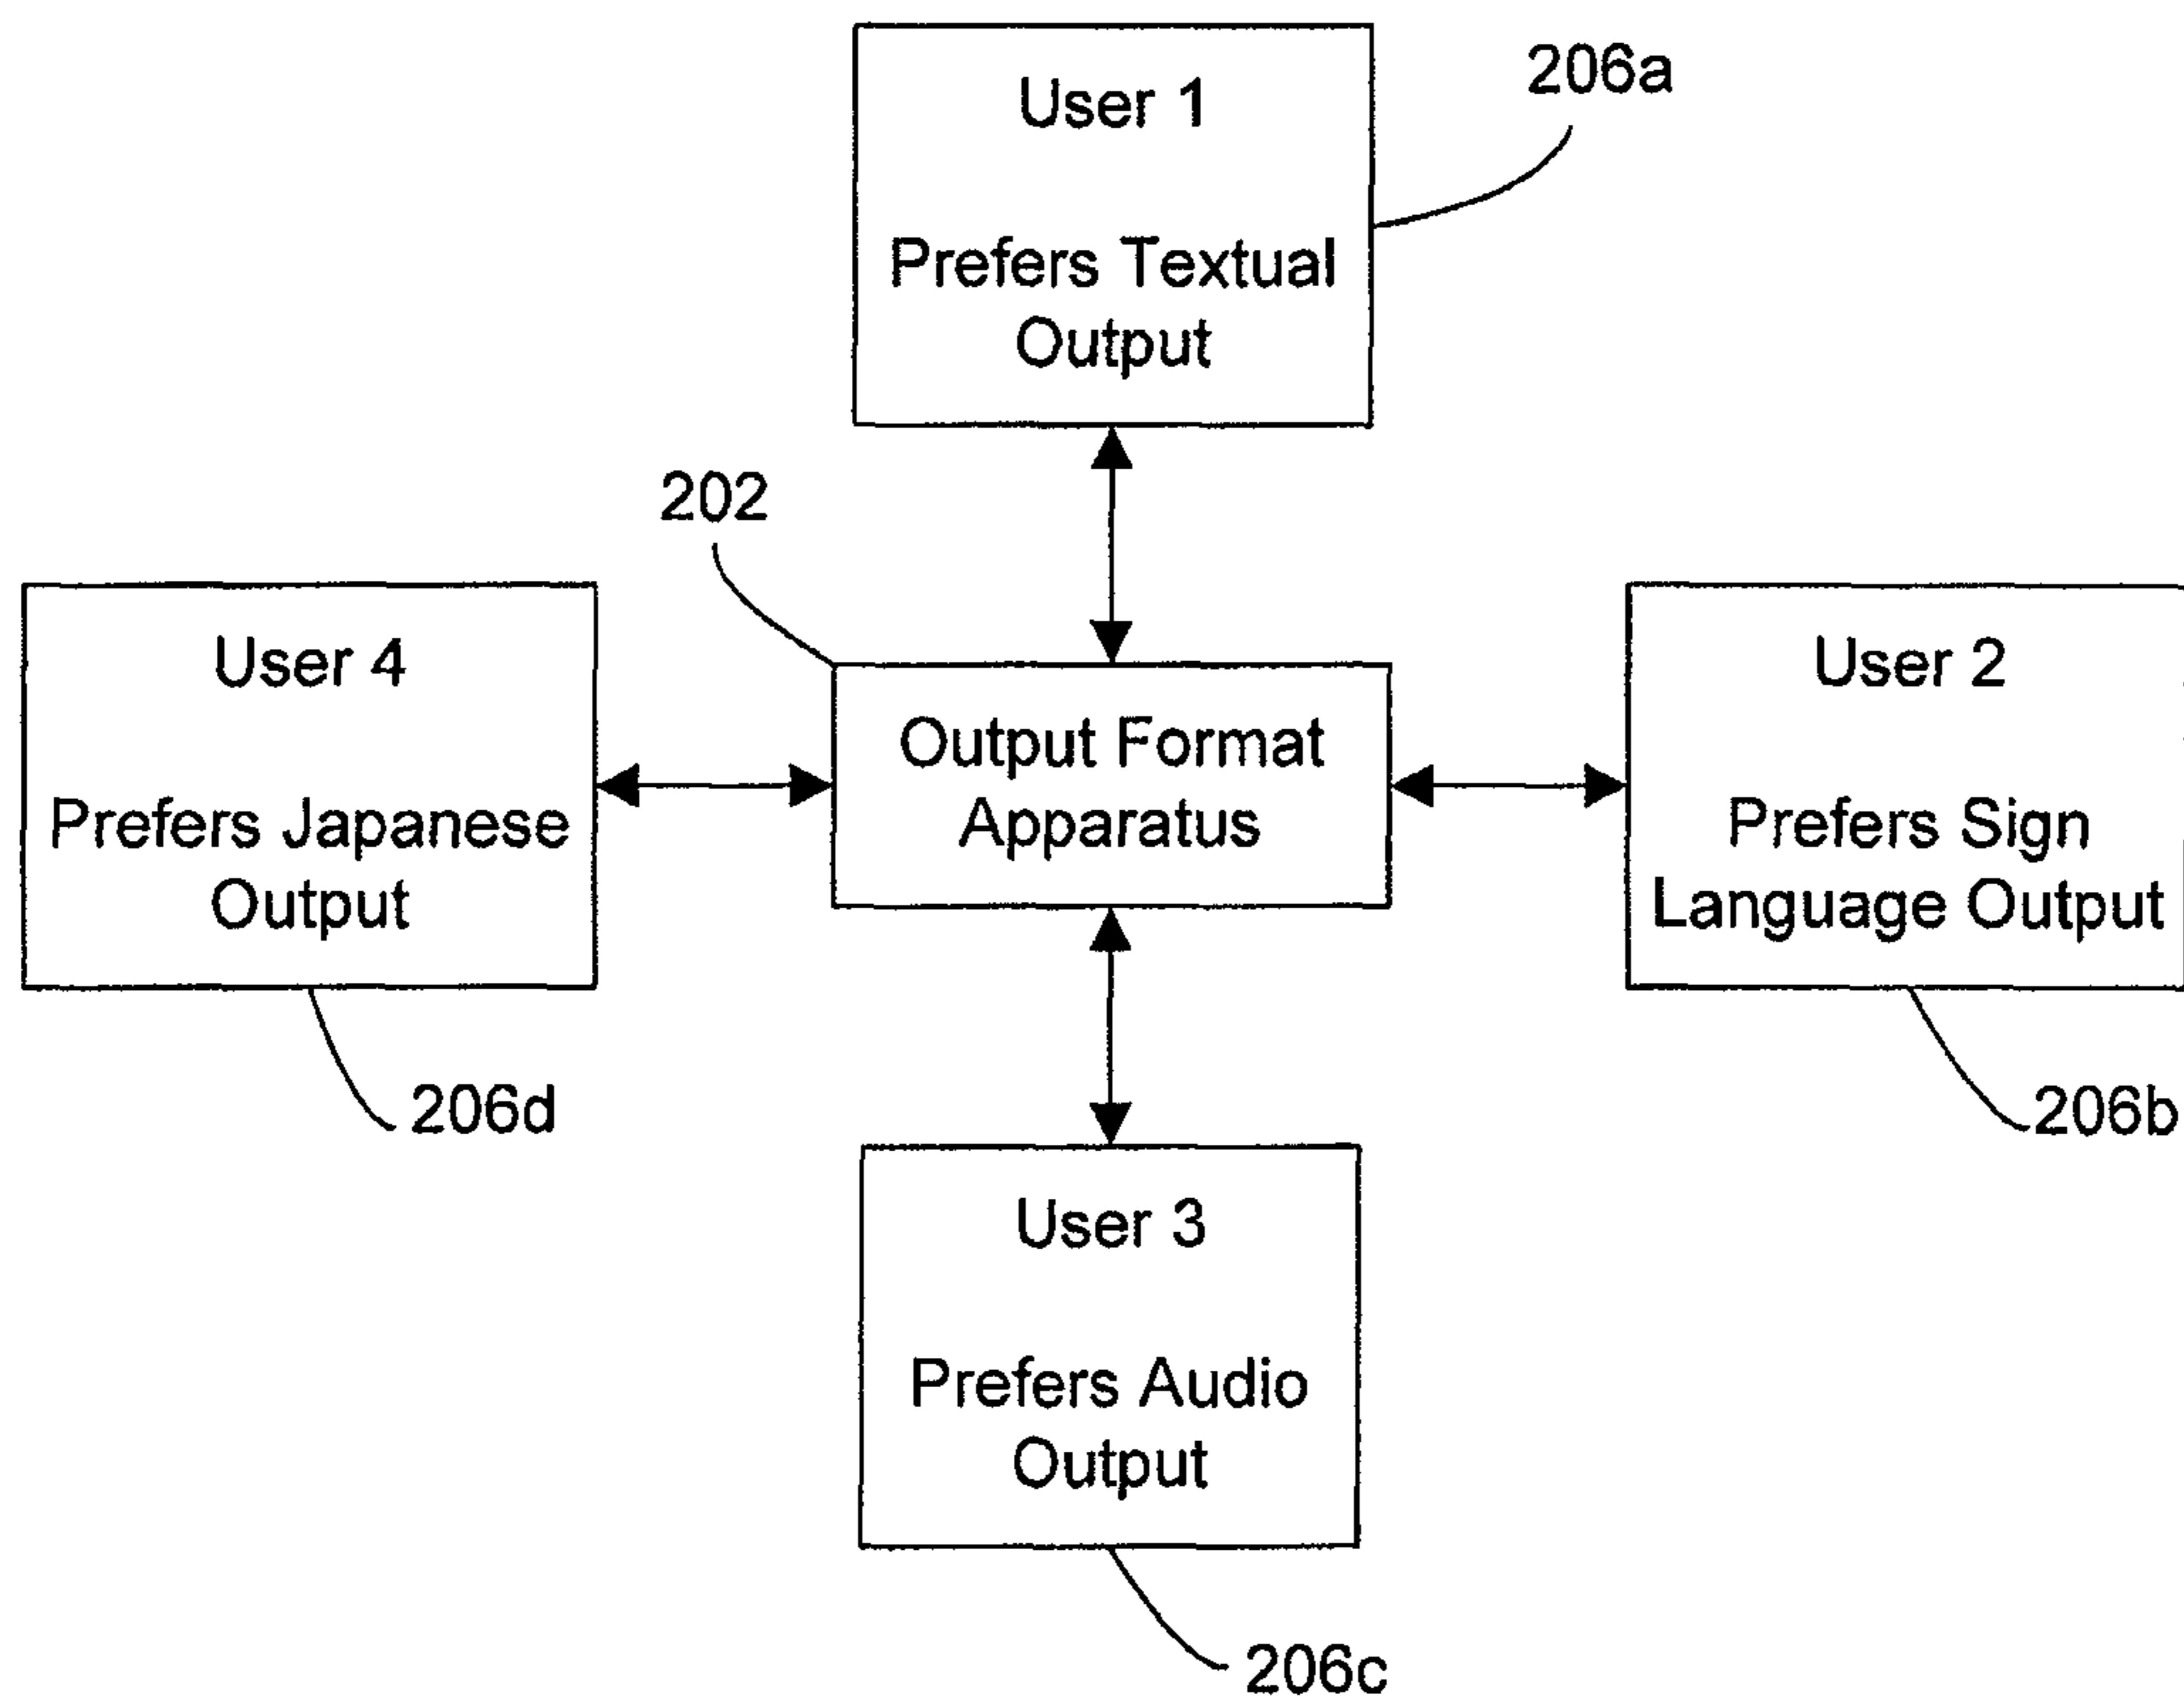 User 1
Prefers Textual
Output
206a
202
User 4
Prefers Japanese
Output
206d
Output Format
Apparatus
User 2
Prefers Sign
Language Output
206b
User 3
Prefers Audio
Output
206c